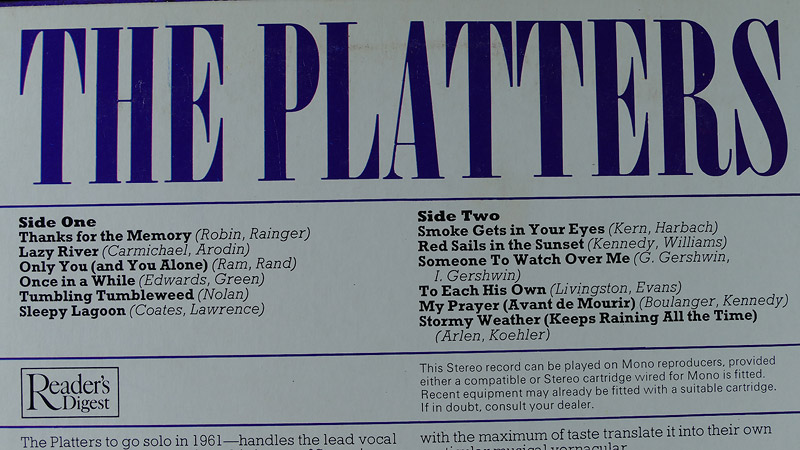 THE PLATTERS
Side One
Thanks for the Memory (Robin, Rainger)
Lazy River (Carmichael, Arodin)
Only You (and You Alone) (Ram, Rand)
Once in a While (Edwards, Green)
Tumbling Tumbleweed (Nolan)
Sleepy Lagoon (Coates, Lawrence)
Side Two
Smoke Gets in Your Eyes (Kern, Harbach)
Red Sails in the Sunset (Kennedy, Williams)
Someone To Watch Over Me (G. Gershwin,
I. Gershwin)
To Each His Own (Livingston, Evans)
My Prayer (Avant de Mourir) (Boulanger, Kennedy)
Stormy Weather (Keeps Raining All the Time)
(Arlen, Koehler)
Reader's
Digest
This Stereo record can be played on Mono reproducers, provided
either a compatible or Stereo cartridge wired for Mono is fitted.
Recent equipment may already be fitted with a suitable cartridge.
If in doubt, consult your dealer.
The Platters to go solo in 1961—handles the lead vocal
with the maximum of taste translate it into their own
musical vernacular